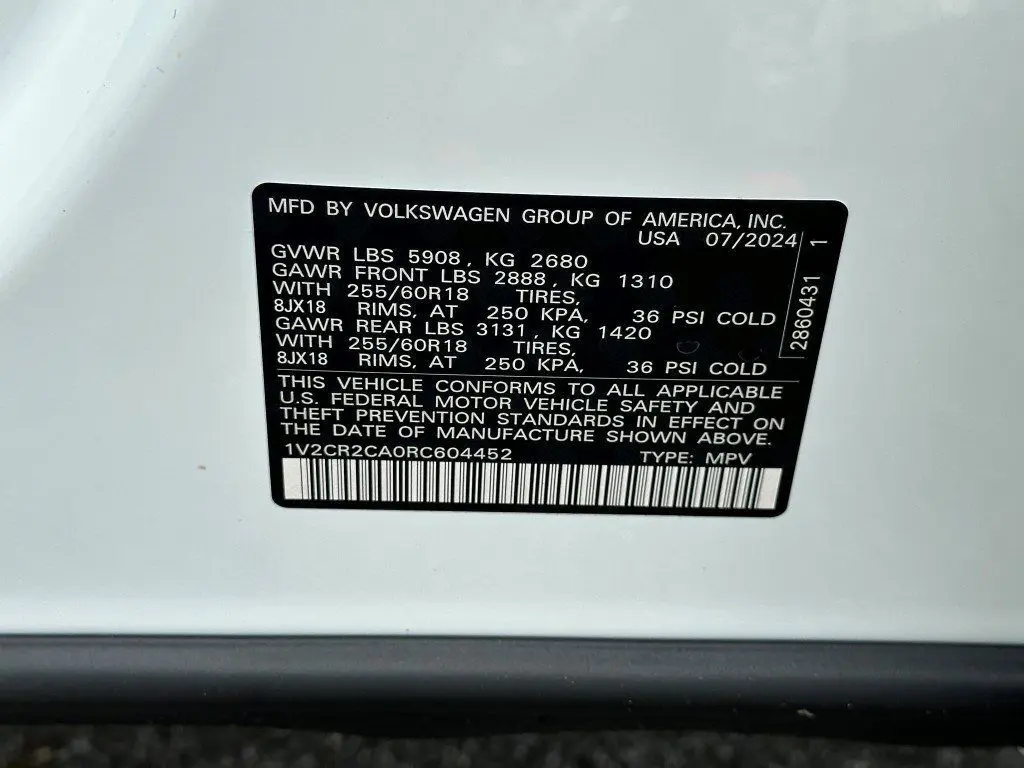 MFD BY VOLKSWAGEN GROUP OF AMERICA, INC.
USA 07/2024
GVWR LBS 5908, KG 2680
GAWR FRONT LBS 2888, KG 1310
WITH 255/60R18 TIRES,
8JX18 RIMS, AT 250 KPA, 36 PSI COLD
GAWR REAR LBS 3131, KG 1420
WITH 255/60R18 TIRES,
8JX18 RIMS, AT 250 KPA, 36 PSI COLD
2860431 1
THIS VEHICLE CONFORMS TO ALL APPLICABLE
U.S. FEDERAL MOTOR VEHICLE SAFETY AND
THEFT PREVENTION STANDARDS IN EFFECT ON
THE DATE OF MANUFACTURE SHOWN ABOVE.
1V2CR2CA0RC604452 TYPE: MPV